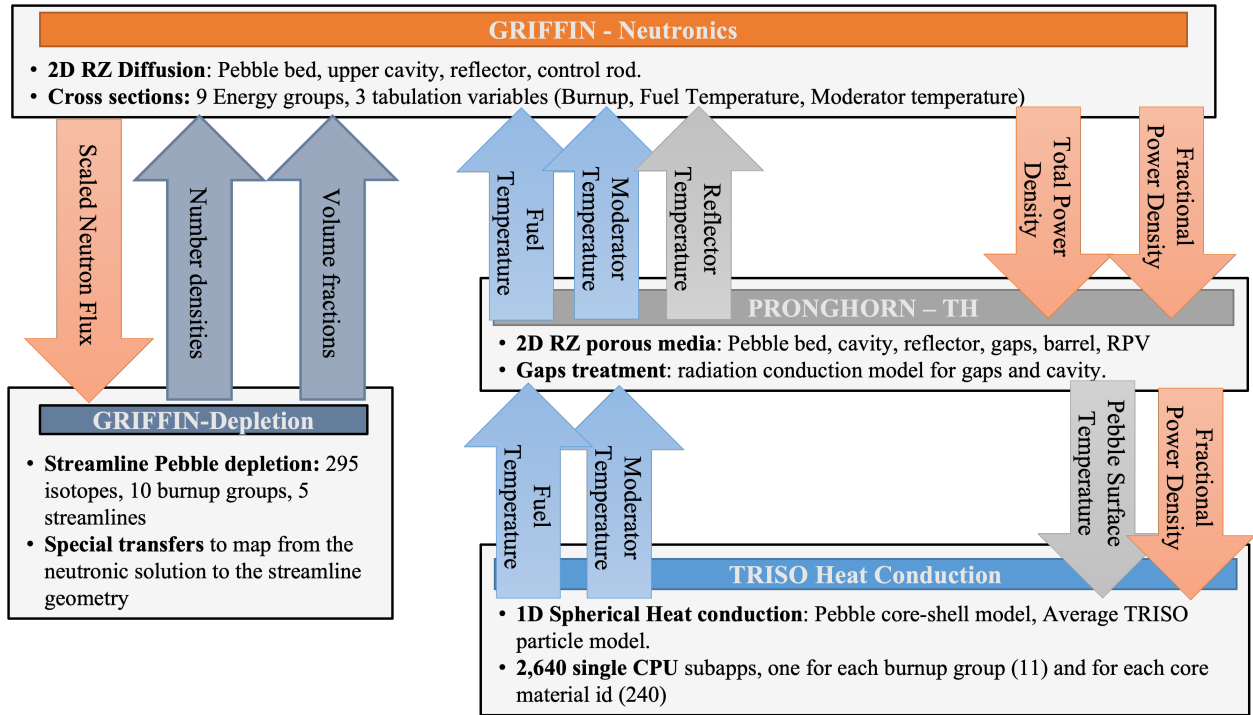 GRIFFIN - Neutronics
• 2D RZ Diffusion: Pebble bed, upper cavity, reflector, control rod.
• Cross sections: 9 Energy groups, 3 tabulation variables (Burnup, Fuel Temperature, Moderator temperature)
Scaled Neutron Flux
Number densities
Volume fractions
Fuel
Temperature
Moderator
Temperature
Reflector
Temperature
Total Power
Density
Fractional
Power Density
PRONGHORN – TH
• 2D RZ porous media: Pebble bed, cavity, reflector, gaps, barrel, RPV
• Gaps treatment: radiation conduction model for gaps and cavity.
GRIFFIN-Depletion
• Streamline Pebble depletion: 295
isotopes, 10 burnup groups, 5
streamlines
• Special transfers to map from the
neutronic solution to the streamline
geometry
Fuel
Temperature
Moderator
Temperature
Pebble Surface
Temperature
Fractional
Power Density
TRISO Heat Conduction
• 1D Spherical Heat conduction: Pebble core-shell model, Average TRISO
particle model.
• 2,640 single CPU subapps, one for each burnup group (11) and for each core
material id (240)